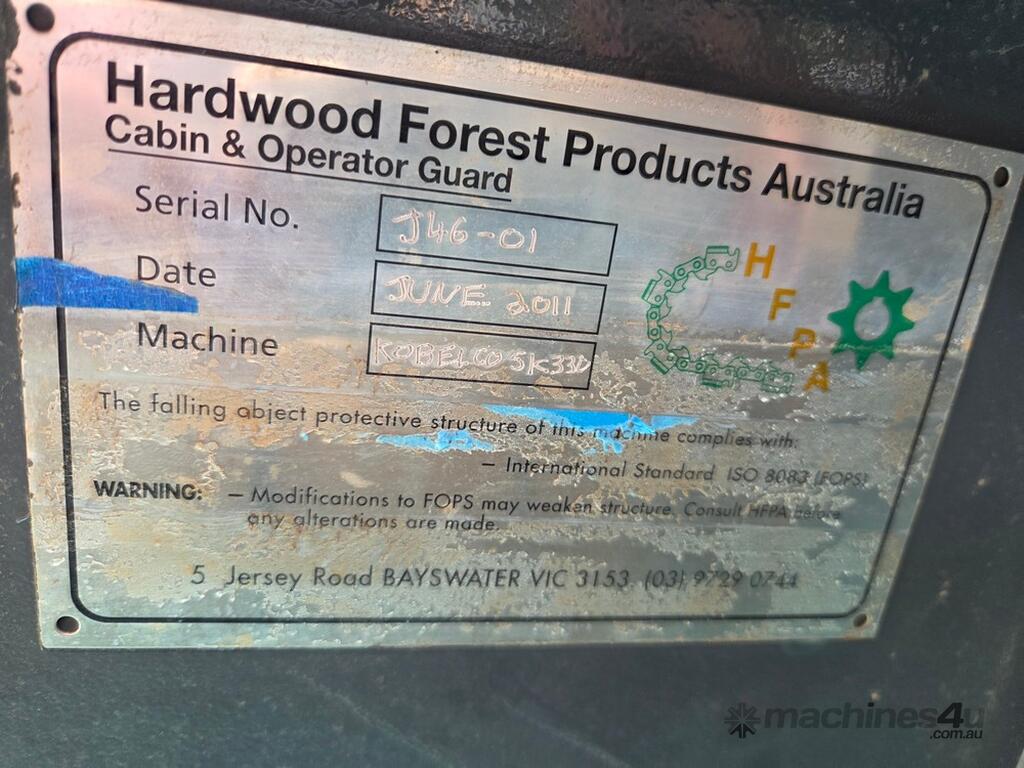 Hardwood Forest Products Australia
Cabin & Operator Guard
Serial No. J46-01
Date JUNE 2011
Machine KOBELCO SK330
H
F
P
A
The falling abject protective structure of this machine complies with:
– International Standard ISO 8083 (FOPS)
WARNING: – Modifications to FOPS may weaken structure. Consult HFPA before
any alterations are made.
5 Jersey Road BAYSWATER VIC 3153 (03) 9729 0744
machines4u
.com.au